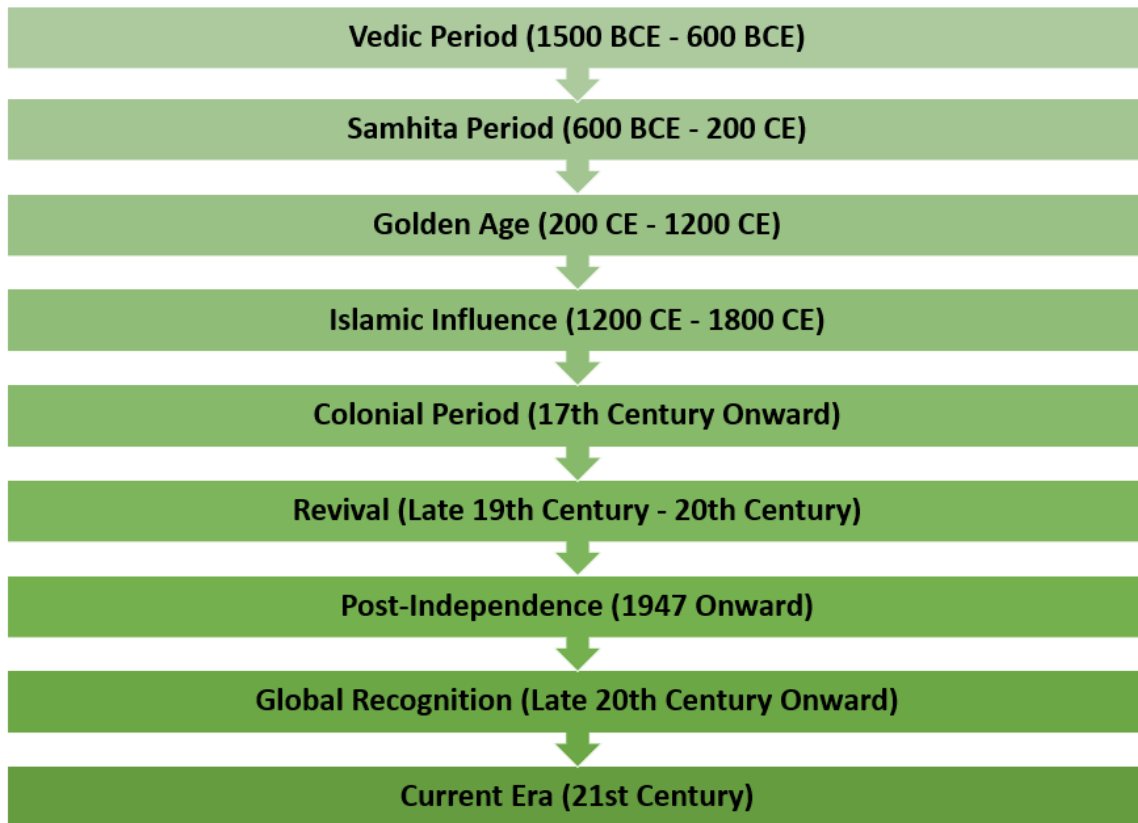 Vedic Period (1500 BCE - 600 BCE)
Samhita Period (600 BCE - 200 CE)
Golden Age (200 CE - 1200 CE)
Islamic Influence (1200 CE - 1800 CE)
Colonial Period (17th Century Onward)
Revival (Late 19th Century - 20th Century)
Post-Independence (1947 Onward)
Global Recognition (Late 20th Century Onward)
Current Era (21st Century)